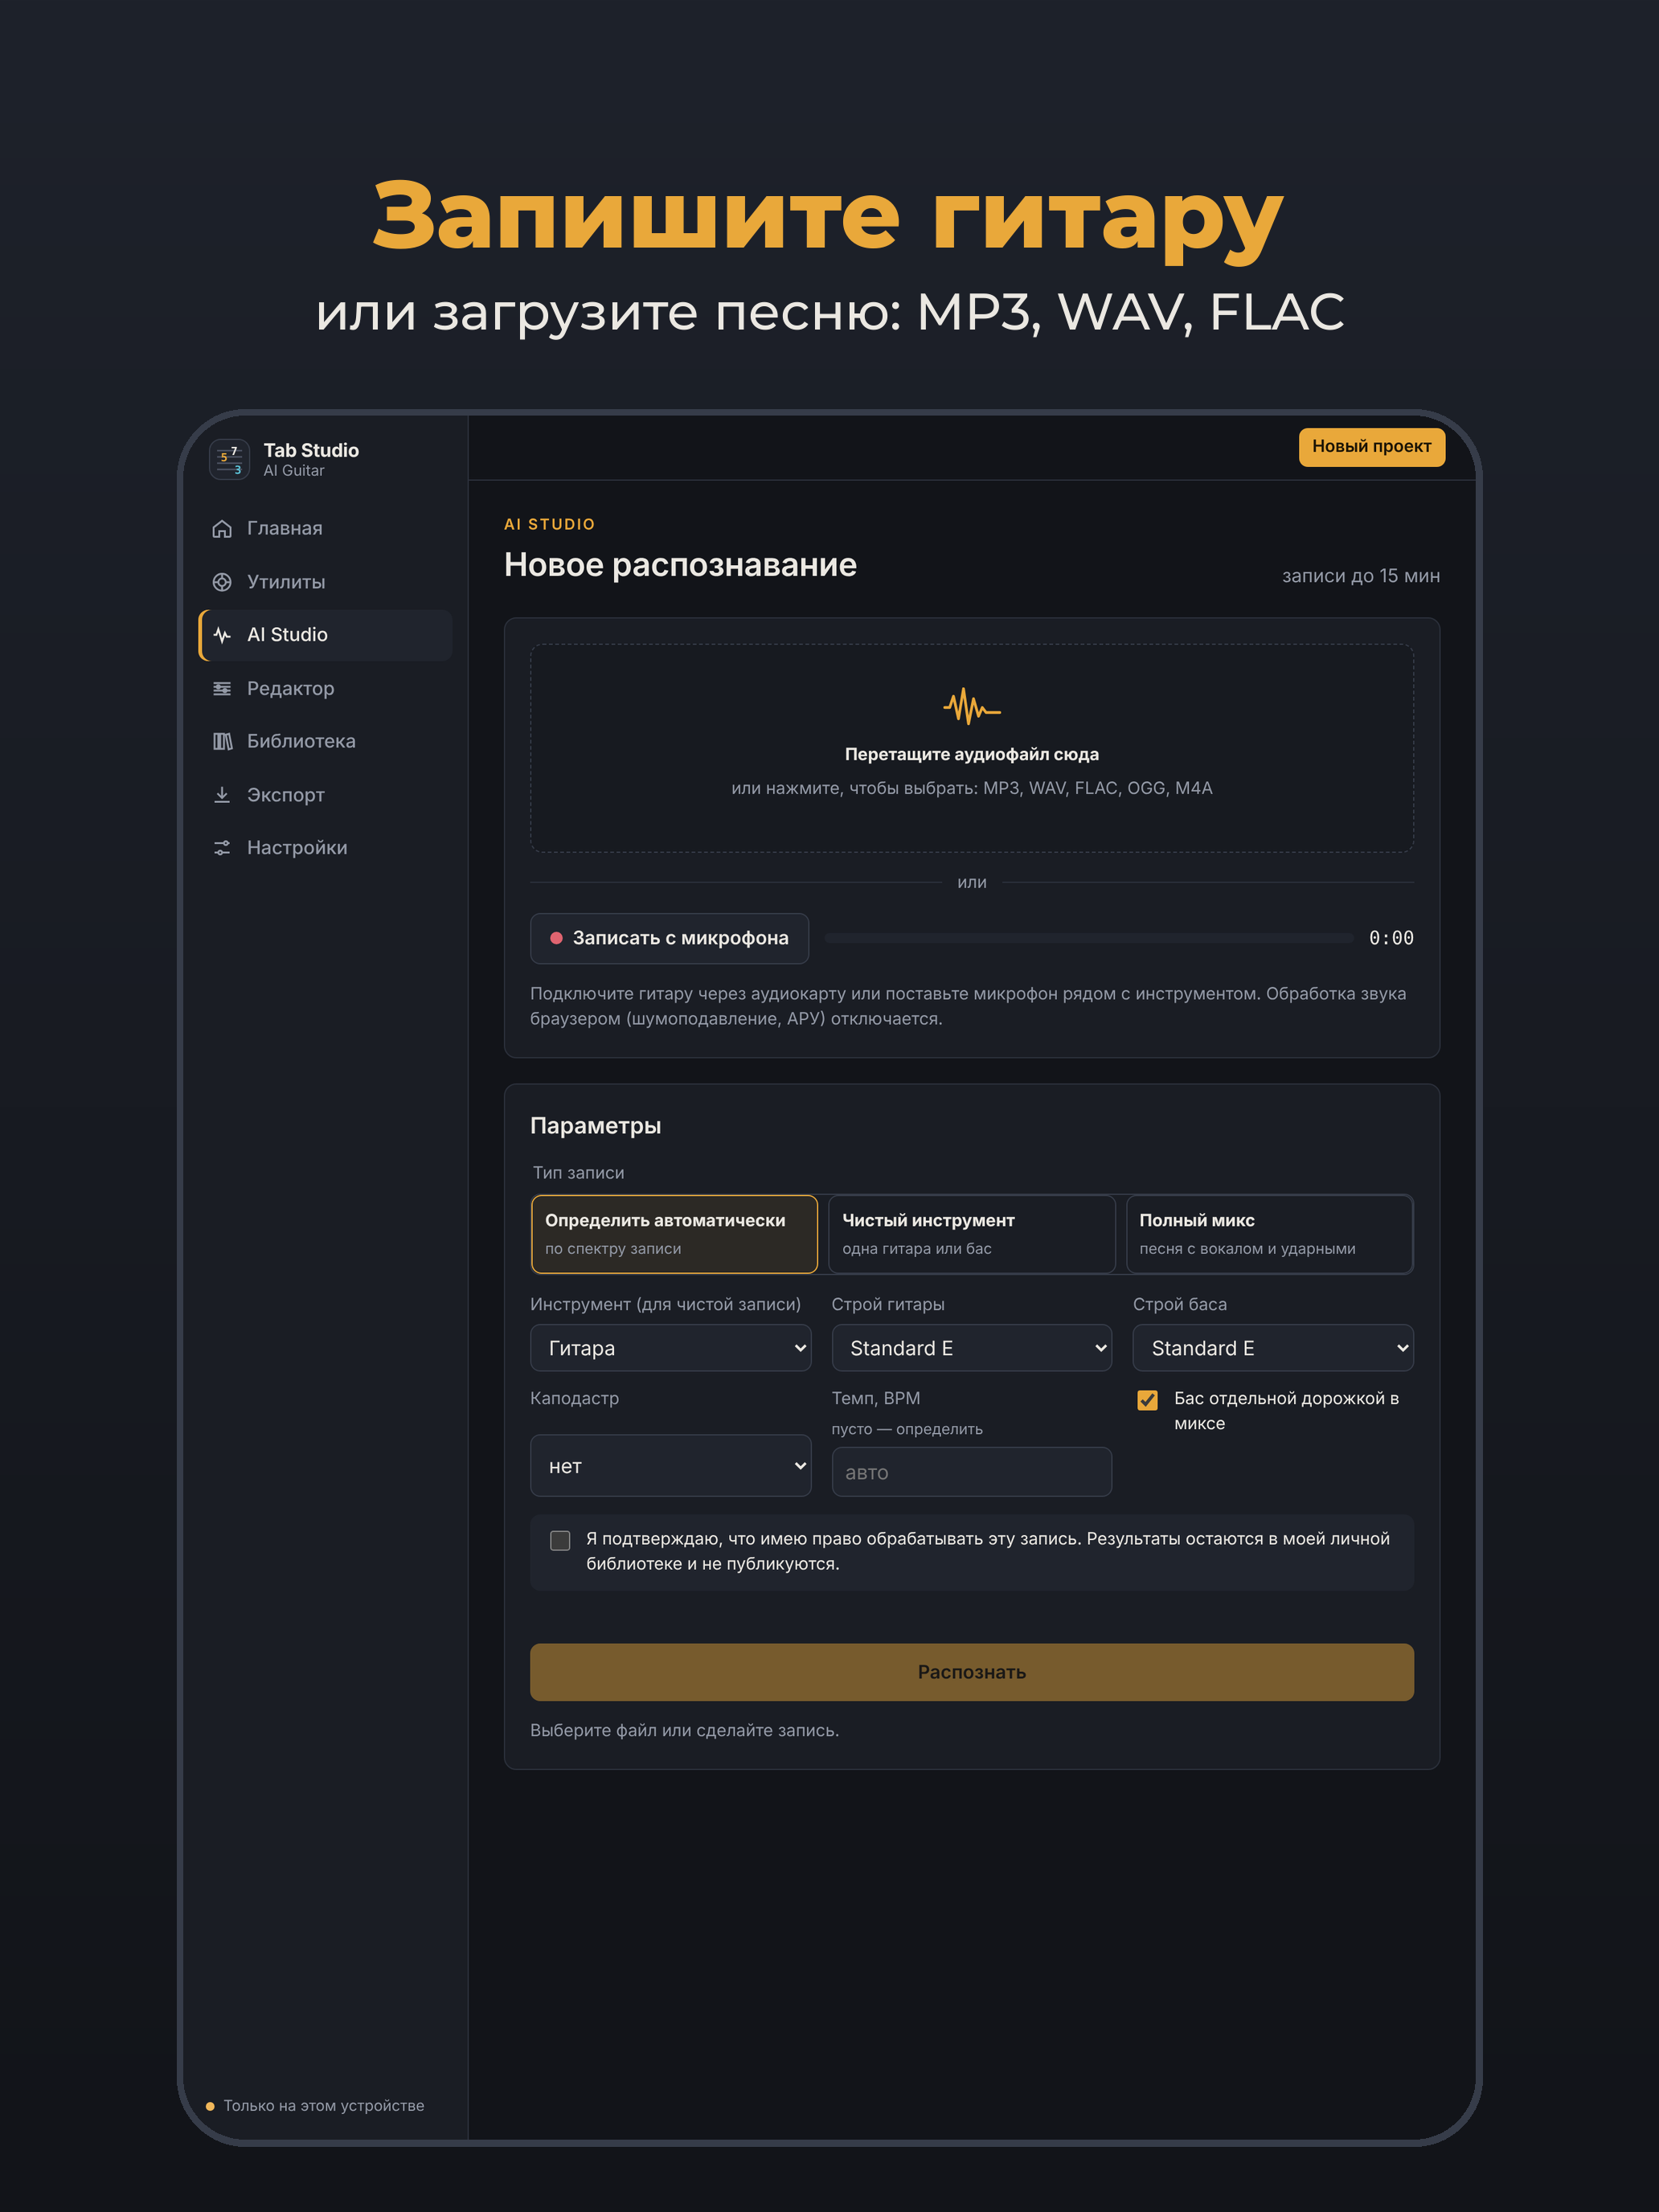 Запишите гитару
или загрузите песню: MP3, WAV, FLAC
5 7 3
Tab Studio
AI Guitar
Новый проект
Главная
Утилиты
AI Studio
Редактор
Библиотека
Экспорт
Настройки
AI STUDIO
Новое распознавание
записи до 15 мин
Перетащите аудиофайл сюда
или нажмите, чтобы выбрать: MP3, WAV, FLAC, OGG, M4A
или
Записать с микрофона
0:00
Подключите гитару через аудиокарту или поставьте микрофон рядом с инструментом. Обработка звука
браузером (шумоподавление, АРУ) отключается.
Параметры
Тип записи
Определить автоматически
по спектру записи
Чистый инструмент
одна гитара или бас
Полный микс
песня с вокалом и ударными
Инструмент (для чистой записи)
Гитара
Строй гитары
Standard E
Строй баса
Standard E
Каподастр
нет
Темп, BPM
пусто — определить
авто
Бас отдельной дорожкой в
миксе
Я подтверждаю, что имею право обрабатывать эту запись. Результаты остаются в моей личной
библиотеке и не публикуются.
Распознать
Выберите файл или сделайте запись.
Только на этом устройстве